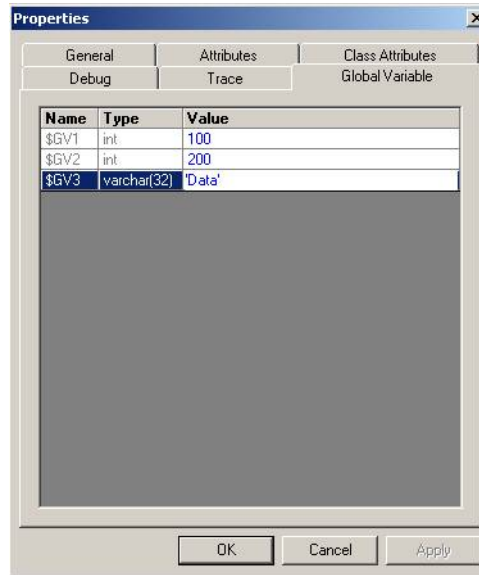 Properties
General Attributes Class Attributes
Debug Trace Global Variable
Name Type Value
$GV1 int 100
$GV2 int 200
$GV3 varchar(32) 'Data'
OK Cancel Apply